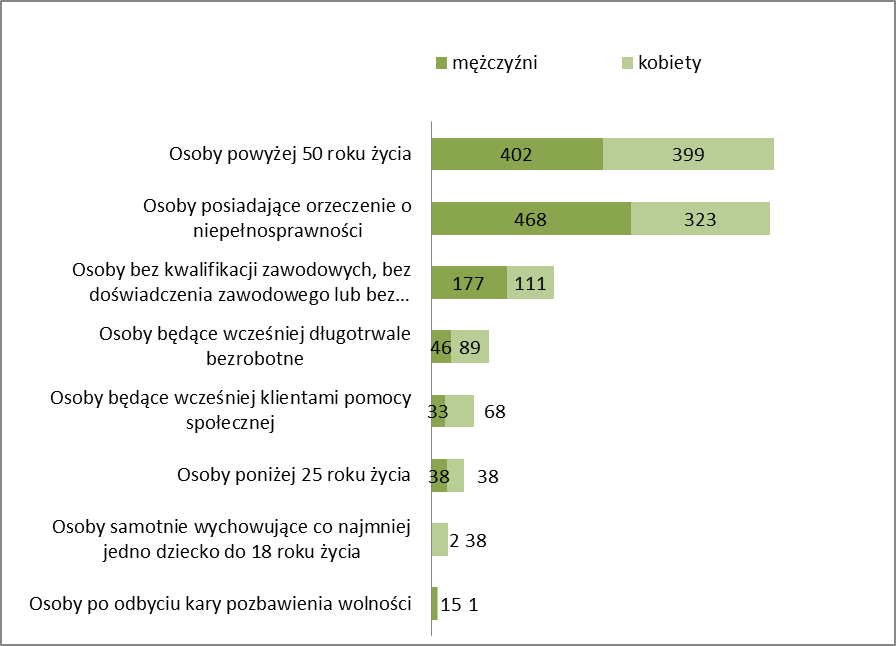 mężczyźni kobiety
Osoby powyżej 50 roku życia 402 399
Osoby posiadające orzeczenie o
niepełnosprawności 468 323
Osoby bez kwalifikacji zawodowych, bez
doświadczenia zawodowego lub bez... 177 111
Osoby będące wcześniej długotrwale
bezrobotne 46 89
Osoby będące wcześniej klientami pomocy
społecznej 33 68
Osoby poniżej 25 roku życia 38 38
Osoby samotnie wychowujące co najmniej
jedno dziecko do 18 roku życia 2 38
Osoby po odbyciu kary pozbawienia wolności 15 1